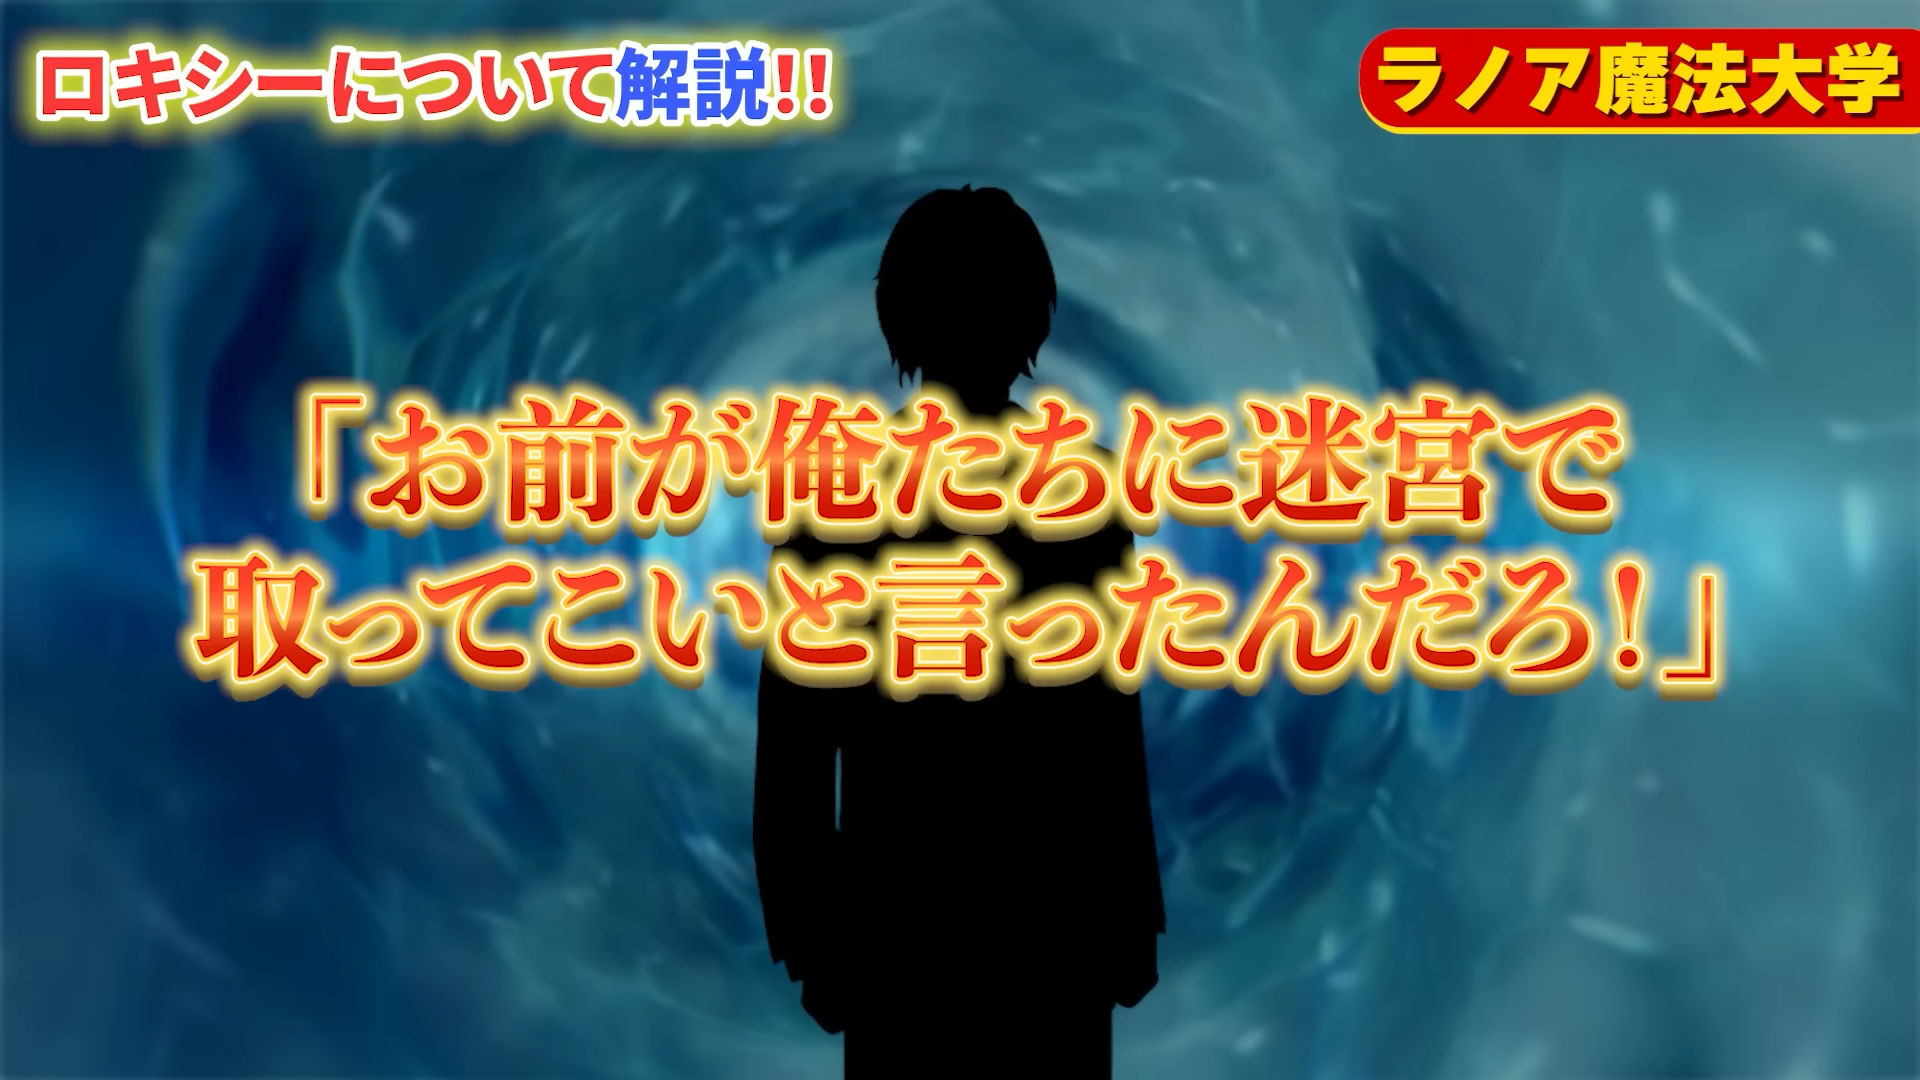 ロキシーについて解説!!
ラノア魔法大学
「お前が俺たちに迷宮で
取ってこいと言ったんだろ!」